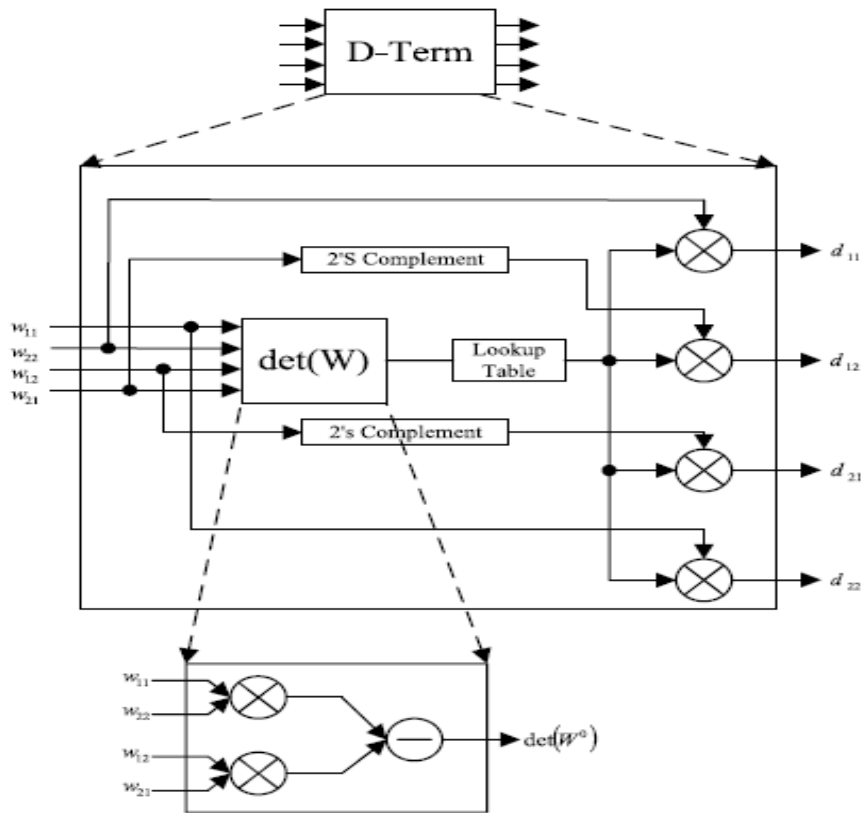 D-Term
d₁₁
2'S Complement
w₁₁
w₂₂
w₁₂
w₂₁
det(W)
Lookup
Table
d₁₂
2's Complement
d₂₁
d₂₂
w₁₁
w₂₂
w₁₂
w₂₁
det(W⁰)